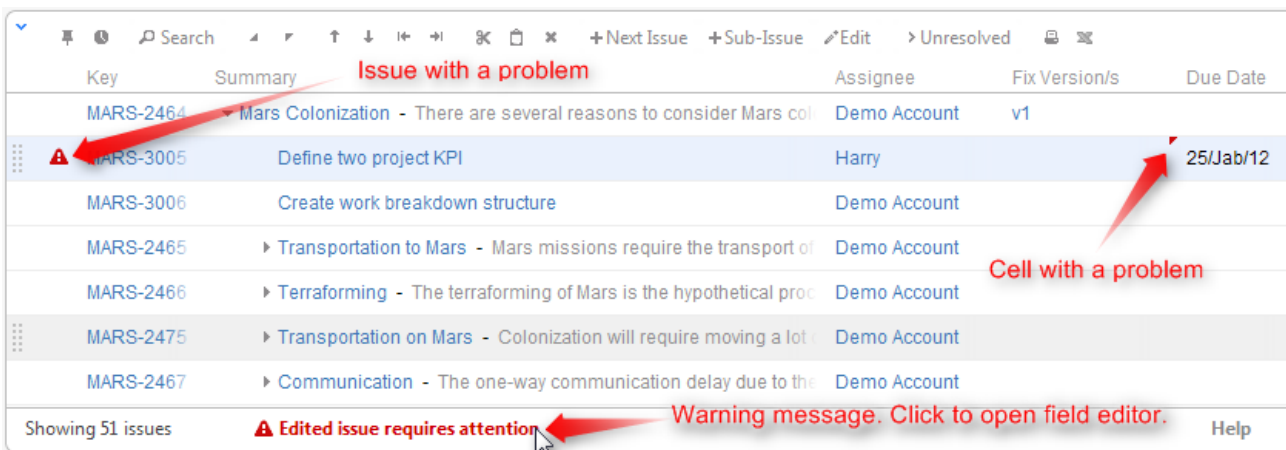 Search +Next Issue +Sub-Issue Edit Unresolved
Key Summary Assignee Fix Version/s Due Date
Issue with a problem
MARS-2464 Mars Colonization - There are several reasons to consider Mars col Demo Account v1
MARS-3005 Define two project KPI Harry 25/Jab/12
MARS-3006 Create work breakdown structure Demo Account
MARS-2465 Transportation to Mars - Mars missions require the transport of Demo Account
Cell with a problem
MARS-2466 Terraforming - The terraforming of Mars is the hypothetical proc Demo Account
MARS-2475 Transportation on Mars - Colonization will require moving a lot Demo Account
MARS-2467 Communication - The one-way communication delay due to the Demo Account
Showing 51 issues Edited issue requires attention Warning message. Click to open field editor. Help